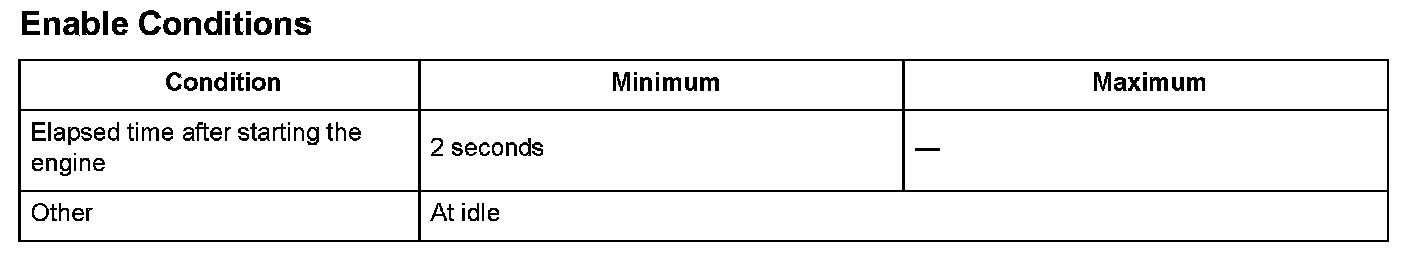 Enable Conditions
Condition Minimum Maximum
Elapsed time after starting the
engine
2 seconds —
Other At idle